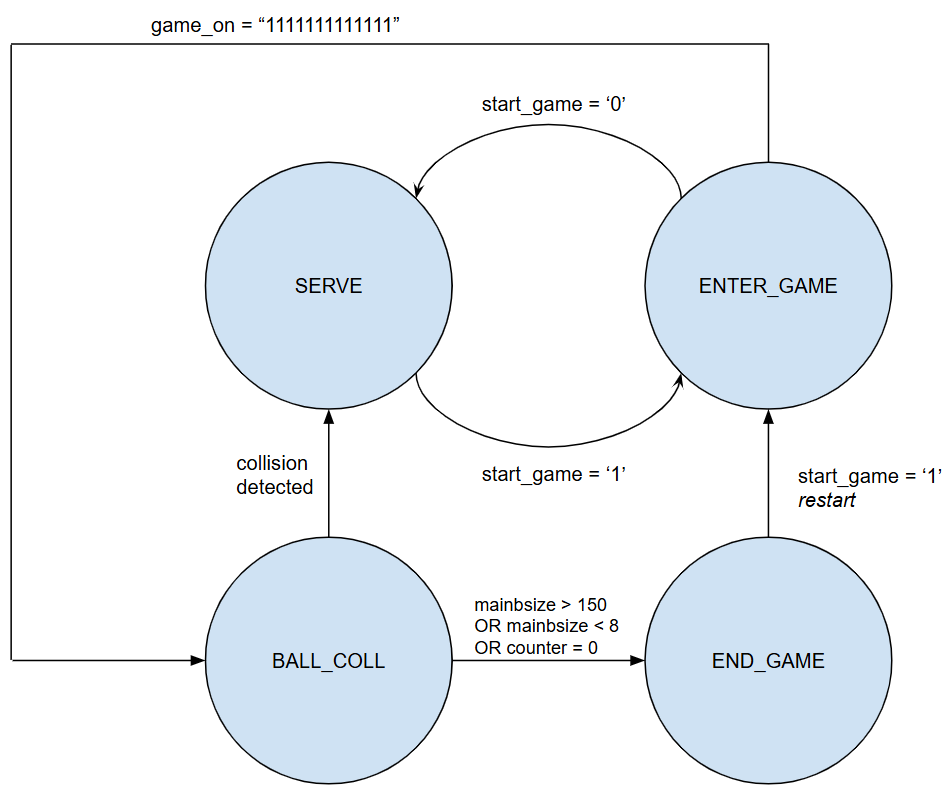 game_on = “1111111111111”
start_game = ‘0’
SERVE
ENTER_GAME
start_game = ‘1’
collision
detected
start_game = ‘1’
restart
mainbsize > 150
OR mainbsize < 8
OR counter = 0
BALL_COLL
END_GAME